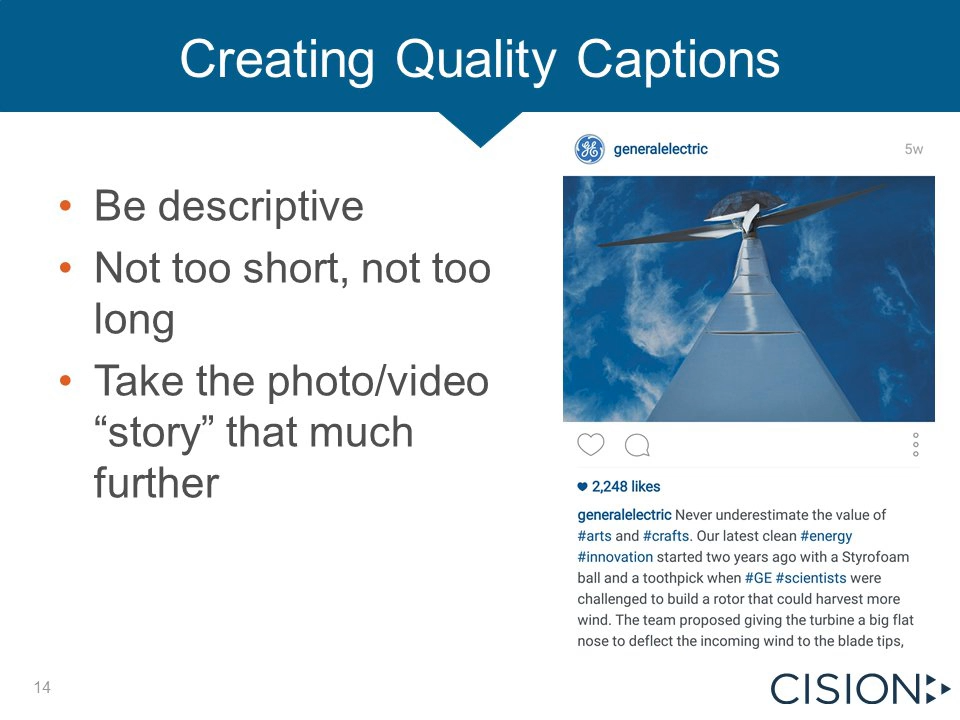 Creating Quality Captions
• Be descriptive
• Not too short, not too
long
• Take the photo/video
“story” that much
further
generalelectric 5w
2,248 likes
generalelectric Never underestimate the value of
#arts and #crafts. Our latest clean #energy
#innovation started two years ago with a Styrofoam
ball and a toothpick when #GE #scientists were
challenged to build a rotor that could harvest more
wind. The team proposed giving the turbine a big flat
nose to deflect the incoming wind to the blade tips,
14
CISION